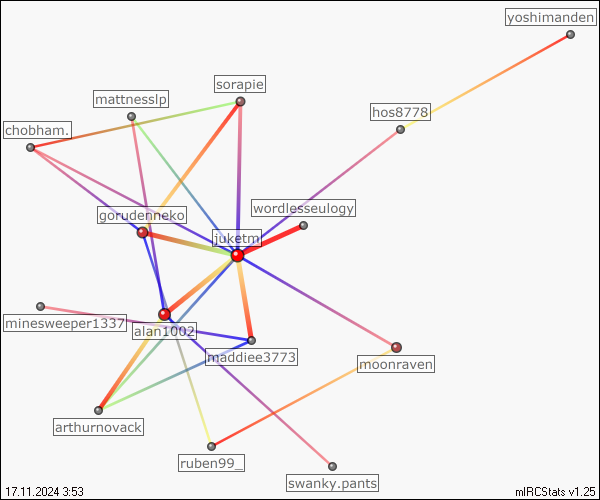 yoshimanden
sorapie
mattnesslp
hos8778
chobham.
wordlesseulogy
gorudenneko
juketm
minesweeper1337
alan1002
maddiee3773
moonraven
arthurnovack
ruben99_
swanky.pants
17.11.2024 3:53
mIRCStats v1.25